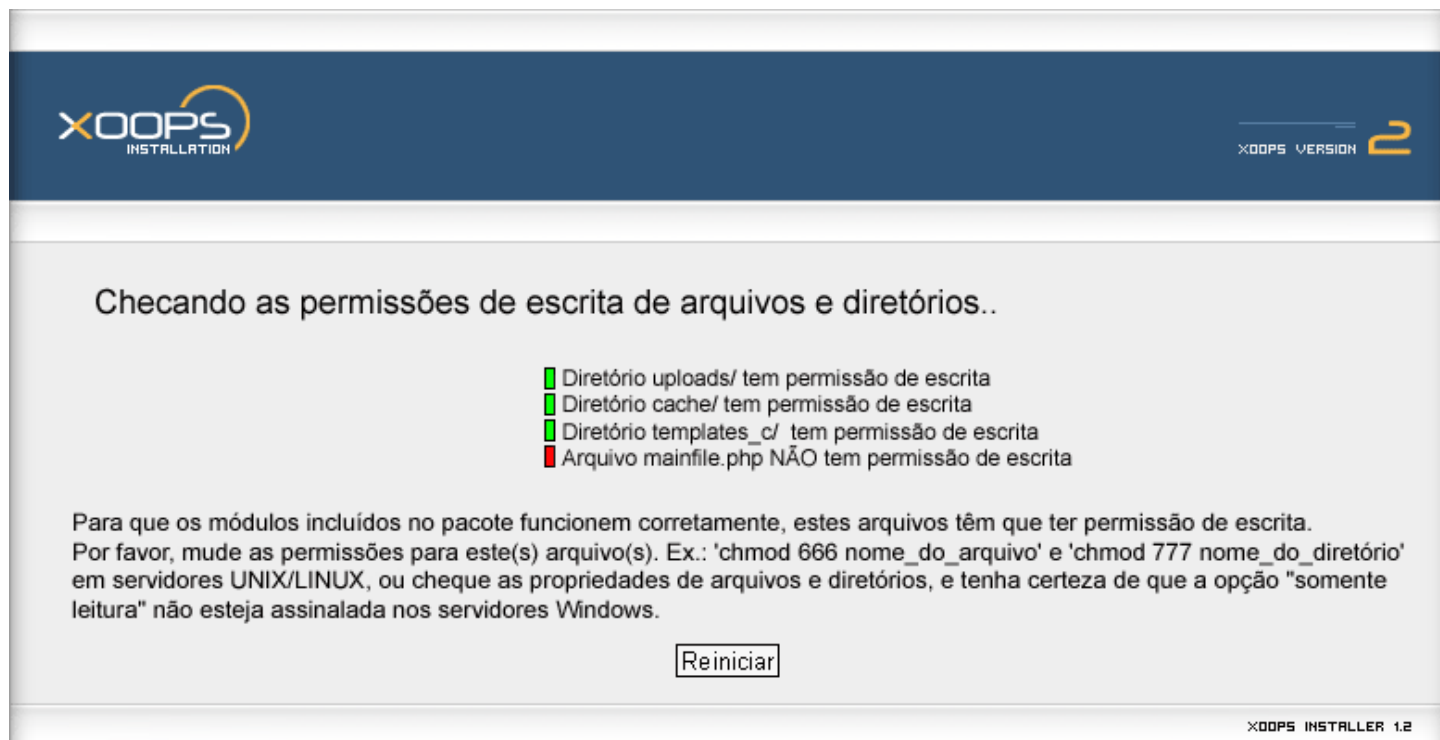 XOOPS
INSTALLATION
XOOPS VERSION 2
Checando as permissões de escrita de arquivos e diretórios..
Diretório uploads/ tem permissão de escrita
Diretório cache/ tem permissão de escrita
Diretório templates_c/ tem permissão de escrita
Arquivo mainfile.php NÃO tem permissão de escrita
Para que os módulos incluídos no pacote funcionem corretamente, estes arquivos têm que ter permissão de escrita.
Por favor, mude as permissões para este(s) arquivo(s). Ex.: 'chmod 666 nome_do_arquivo' e 'chmod 777 nome_do_diretório'
em servidores UNIX/LINUX, ou cheque as propriedades de arquivos e diretórios, e tenha certeza de que a opção "somente
leitura" não esteja assinalada nos servidores Windows.
Reiniciar
XOOPS INSTALLER 1.2